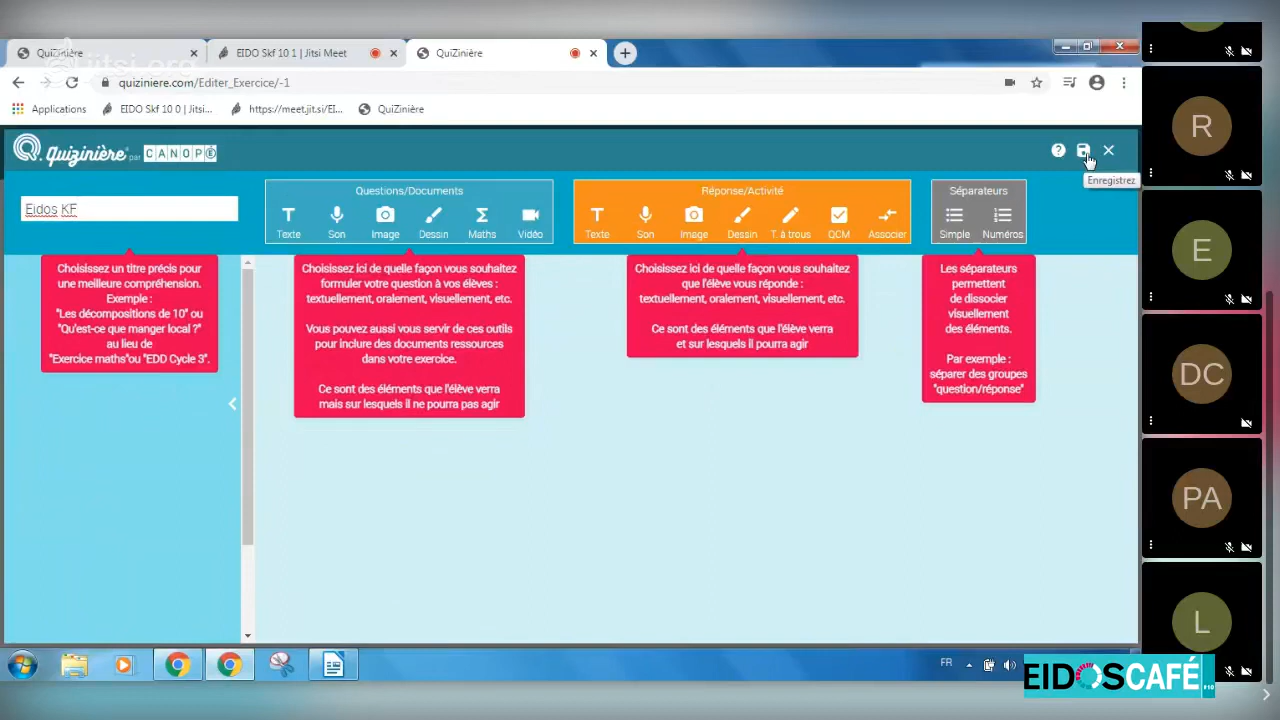 jitsi.org
Quizinière
EIDO Skf 10 1 | Jitsi Meet
QuiZinière
quiziniere.com/Editer_Exercice/-1
Applications
EIDO Skf 10 0 | Jitsi...
https://meet.jit.si/EI...
QuiZinière
Quizinière par CANOPÉ
Enregistrez
Eidos KF
Questions/Documents
Texte
Son
Image
Dessin
Maths
Vidéo
Réponse/Activité
Texte
Son
Image
Dessin
T. à trous
QCM
Associer
Séparateurs
Simple
Numéros
Choisissez un titre précis pour
une meilleure compréhension.
Exemple :
"Les décompositions de 10" ou
"Qu'est-ce que manger local ?"
au lieu de
"Exercice maths"ou "EDD Cycle 3".
Choisissez ici de quelle façon vous souhaitez
formuler votre question à vos élèves :
textuellement, oralement, visuellement, etc.
Vous pouvez aussi vous servir de ces outils
pour inclure des documents ressources
dans votre exercice.
Ce sont des éléments que l'élève verra
mais sur lesquels il ne pourra pas agir
Choisissez ici de quelle façon vous souhaitez
que l'élève vous réponde :
textuellement, oralement, visuellement, etc.
Ce sont des éléments que l'élève verra
et sur lesquels il pourra agir
Les séparateurs
permettent
de dissocier
visuellement
des éléments.
Par exemple :
séparer des groupes
"question/réponse"
R
E
DC
PA
L
FR
EIDOSCAFÉ #10